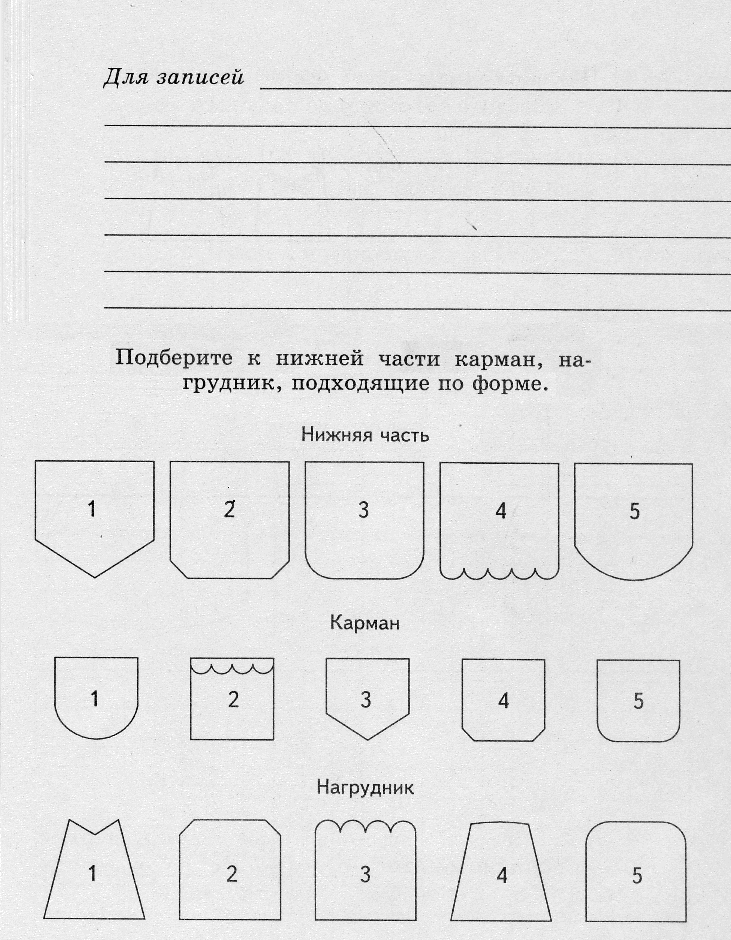 Для записей
Подберите к нижней части карман, на-
грудник, подходящие по форме.
Нижняя часть
1 2 3 4 5
Карман
1 2 3 4 5
Нагрудник
1 2 3 4 5